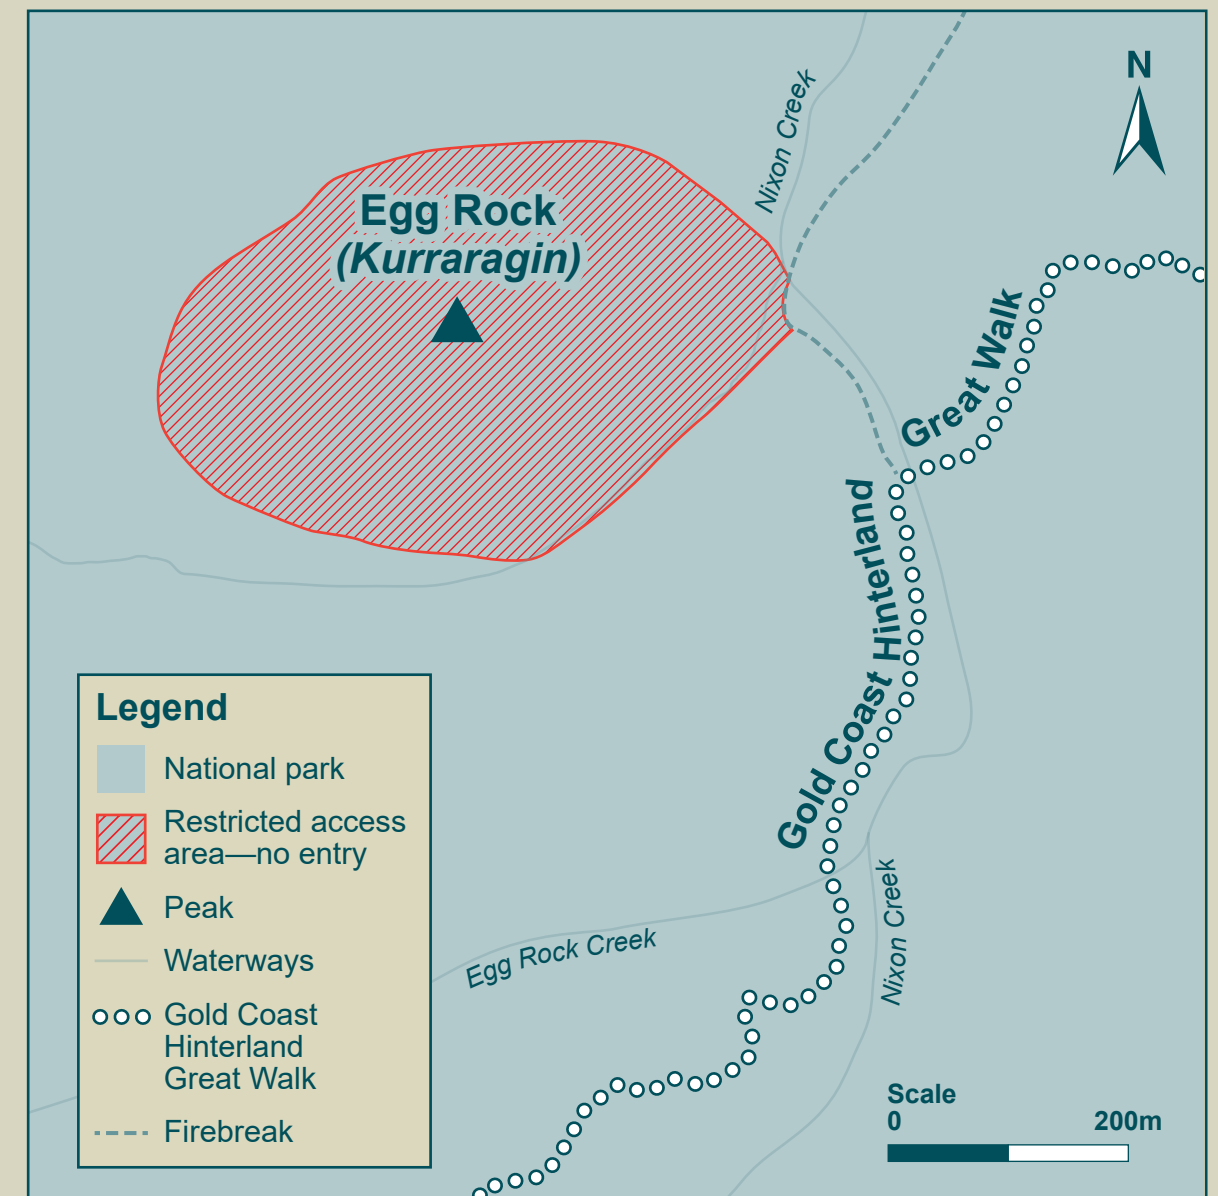 N
Nixon Creek
Egg Rock
(Kurraragin)
Great Walk
Gold Coast Hinterland
Egg Rock Creek
Nixon Creek
Legend
National park
Restricted access
area—no entry
Peak
Waterways
Gold Coast
Hinterland
Great Walk
Firebreak
Scale
0 200m